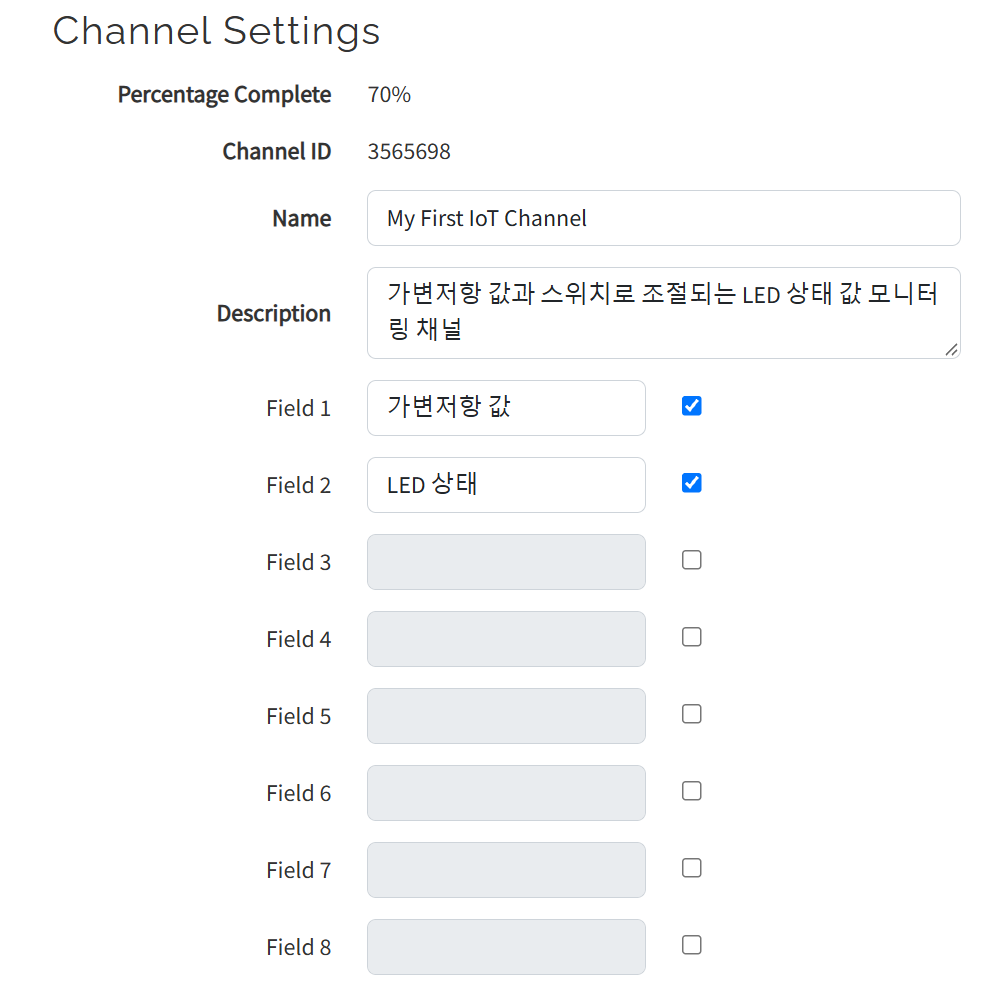 Channel Settings
Percentage Complete 70%
Channel ID 3565698
Name My First IoT Channel
Description 가변저항 값과 스위치로 조절되는 LED 상태 값 모니터
링 채널
Field 1 가변저항 값
Field 2 LED 상태
Field 3
Field 4
Field 5
Field 6
Field 7
Field 8